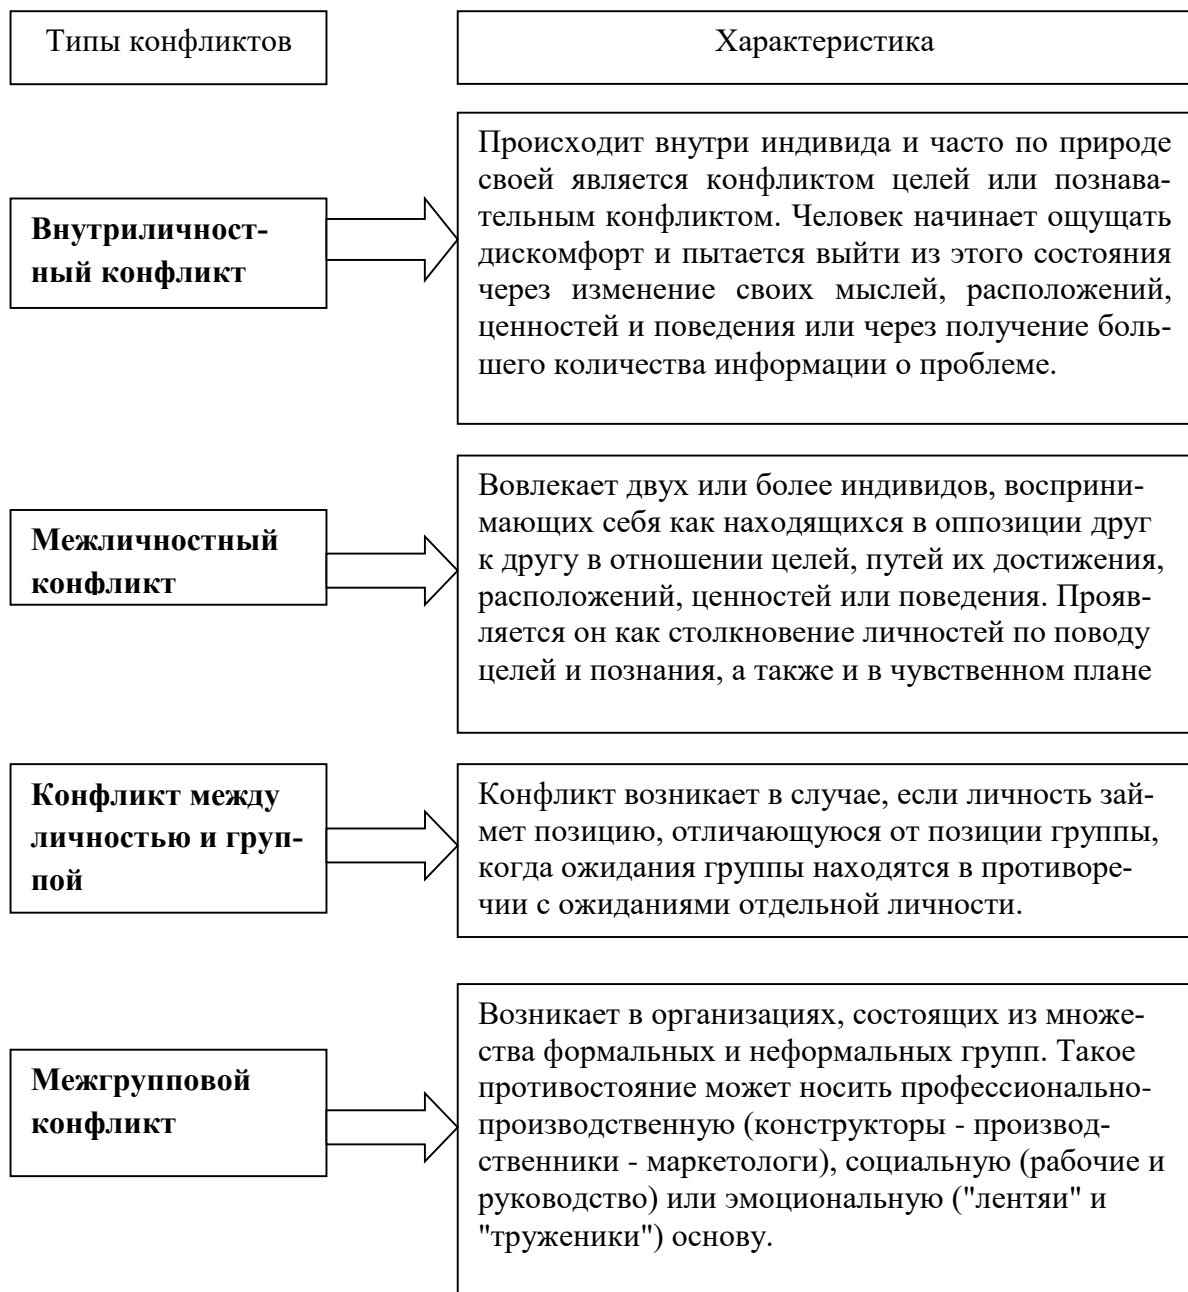 Типы конфликтов
Характеристика
Внутриличност-
ный конфликт
Происходит внутри индивида и часто по природе
своей является конфликтом целей или познава-
тельным конфликтом. Человек начинает ощущать
дискомфорт и пытается выйти из этого состояния
через изменение своих мыслей, расположений,
ценностей и поведения или через получение боль-
шего количества информации о проблеме.
Межличностный
конфликт
Вовлекает двух или более индивидов, восприни-
мающих себя как находящихся в оппозиции друг
к другу в отношении целей, путей их достижения,
расположений, ценностей или поведения. Прояв-
ляется он как столкновение личностей по поводу
целей и познания, а также и в чувственном плане
Конфликт между
личностью и груп-
пой
Конфликт возникает в случае, если личность зай-
мет позицию, отличающуюся от позиции группы,
когда ожидания группы находятся в противоре-
чии с ожиданиями отдельной личности.
Межгрупповой
конфликт
Возникает в организациях, состоящих из множе-
ства формальных и неформальных групп. Такое
противостояние может носить профессионально-
производственную (конструкторы - производ-
ственники - маркетологи), социальную (рабочие и
руководство) или эмоциональную ("лентяи" и
"труженики") основу.